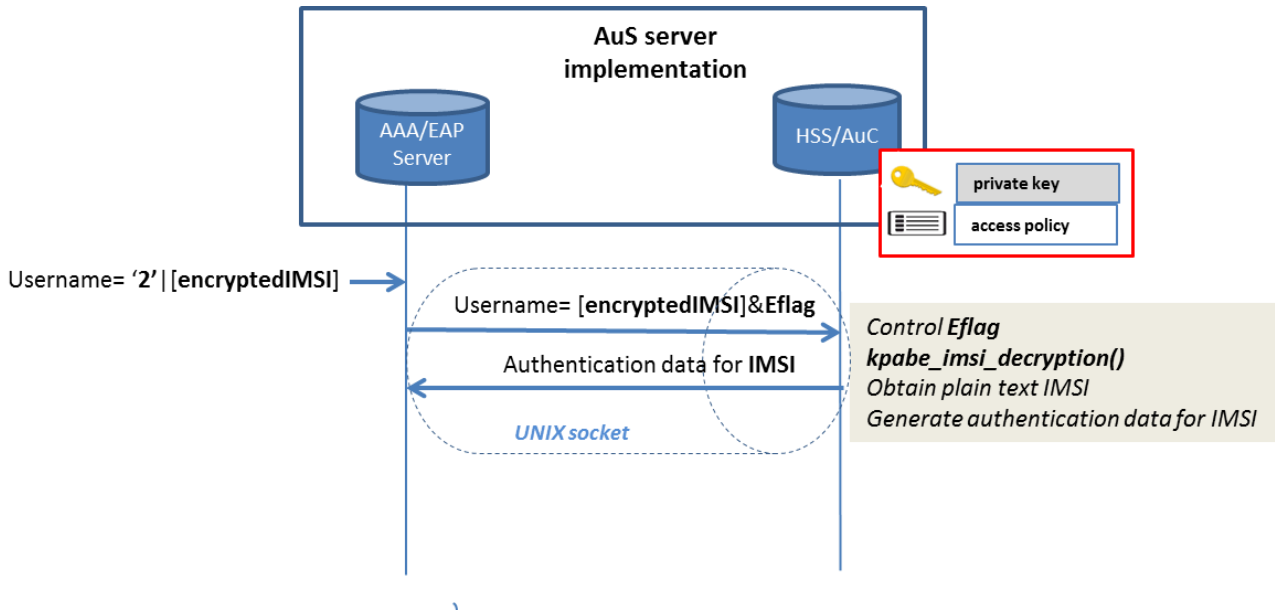 AuS server
implementation
AAA/EAP
Server
HSS/AuC
private key
access policy
Username= ‘2’|[encryptedIMSI]
Username= [encryptedIMSI]&Eflag
Authentication data for IMSI
UNIX socket
Control Eflag
kpabe_imsi_decryption()
Obtain plain text IMSI
Generate authentication data for IMSI